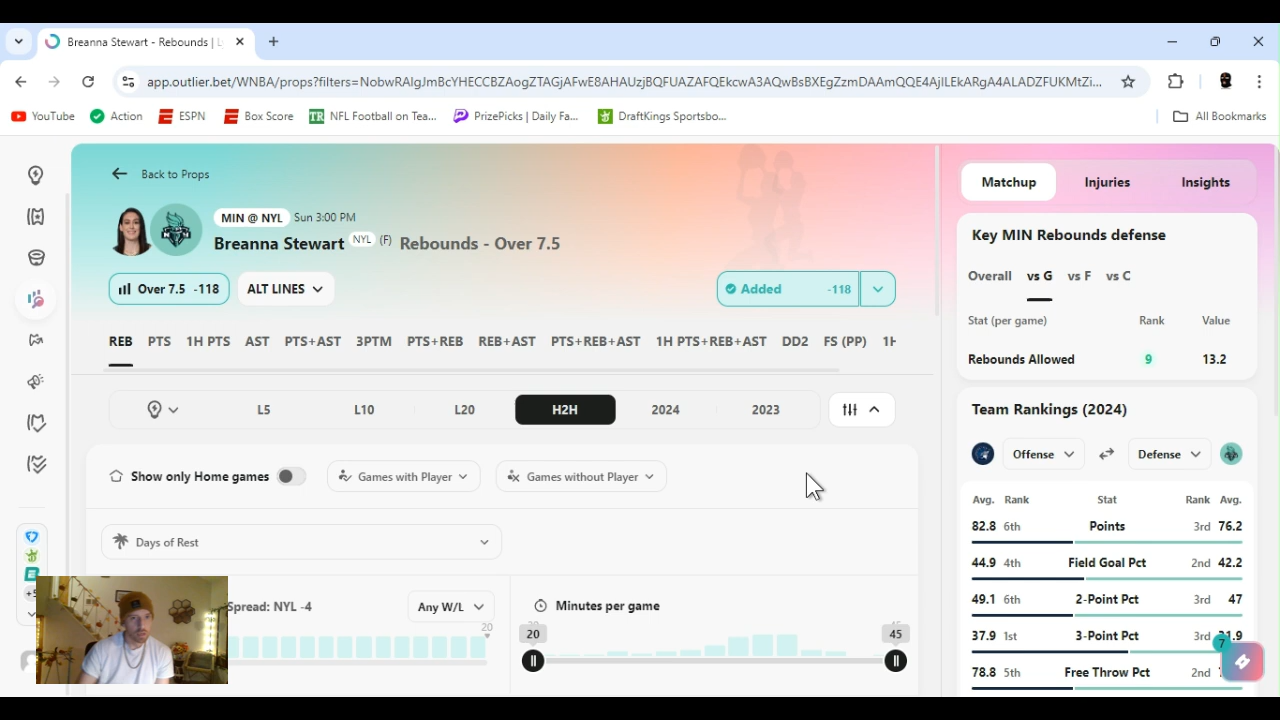 Breanna Stewart - Rebounds | L
app.outlier.bet/WNBA/props?filters=NobwRAlgJmBcYHECCBZAogZTAGjAFwE8AHAUzjBQFUAZAFQEkcwA3AQwBsBXEgZzmDAAmQQE4AjILEkARgA4ALADZFUKMtZi...
YouTube
Action
ESPN
Box Score
NFL Football on Tea...
PrizePicks | Daily Fa...
DraftKings Sportsbo...
All Bookmarks
Back to Props
MIN @ NYL Sun 3:00 PM
Breanna Stewart NYL (F) Rebounds - Over 7.5
Over 7.5 -118
ALT LINES
Added -118
REB PTS 1H PTS AST PTS+AST 3PTM PTS+REB REB+AST PTS+REB+AST 1H PTS+REB+AST DD2 FS (PP) 1H
L5 L10 L20 H2H 2024 2023
Show only Home games
Games with Player
Games without Player
Days of Rest
Spread: NYL -4
Any W/L
20
Minutes per game
20
45
Matchup Injuries Insights
Key MIN Rebounds defense
Overall vs G vs F vs C
Stat (per game) Rank Value
Rebounds Allowed 9 13.2
Team Rankings (2024)
Offense
Defense
Avg. Rank Stat Rank Avg.
82.8 6th Points 3rd 76.2
44.9 4th Field Goal Pct 2nd 42.2
49.1 6th 2-Point Pct 3rd 47
37.9 1st 3-Point Pct 3rd
7
78.8 5th Free Throw Pct 2nd